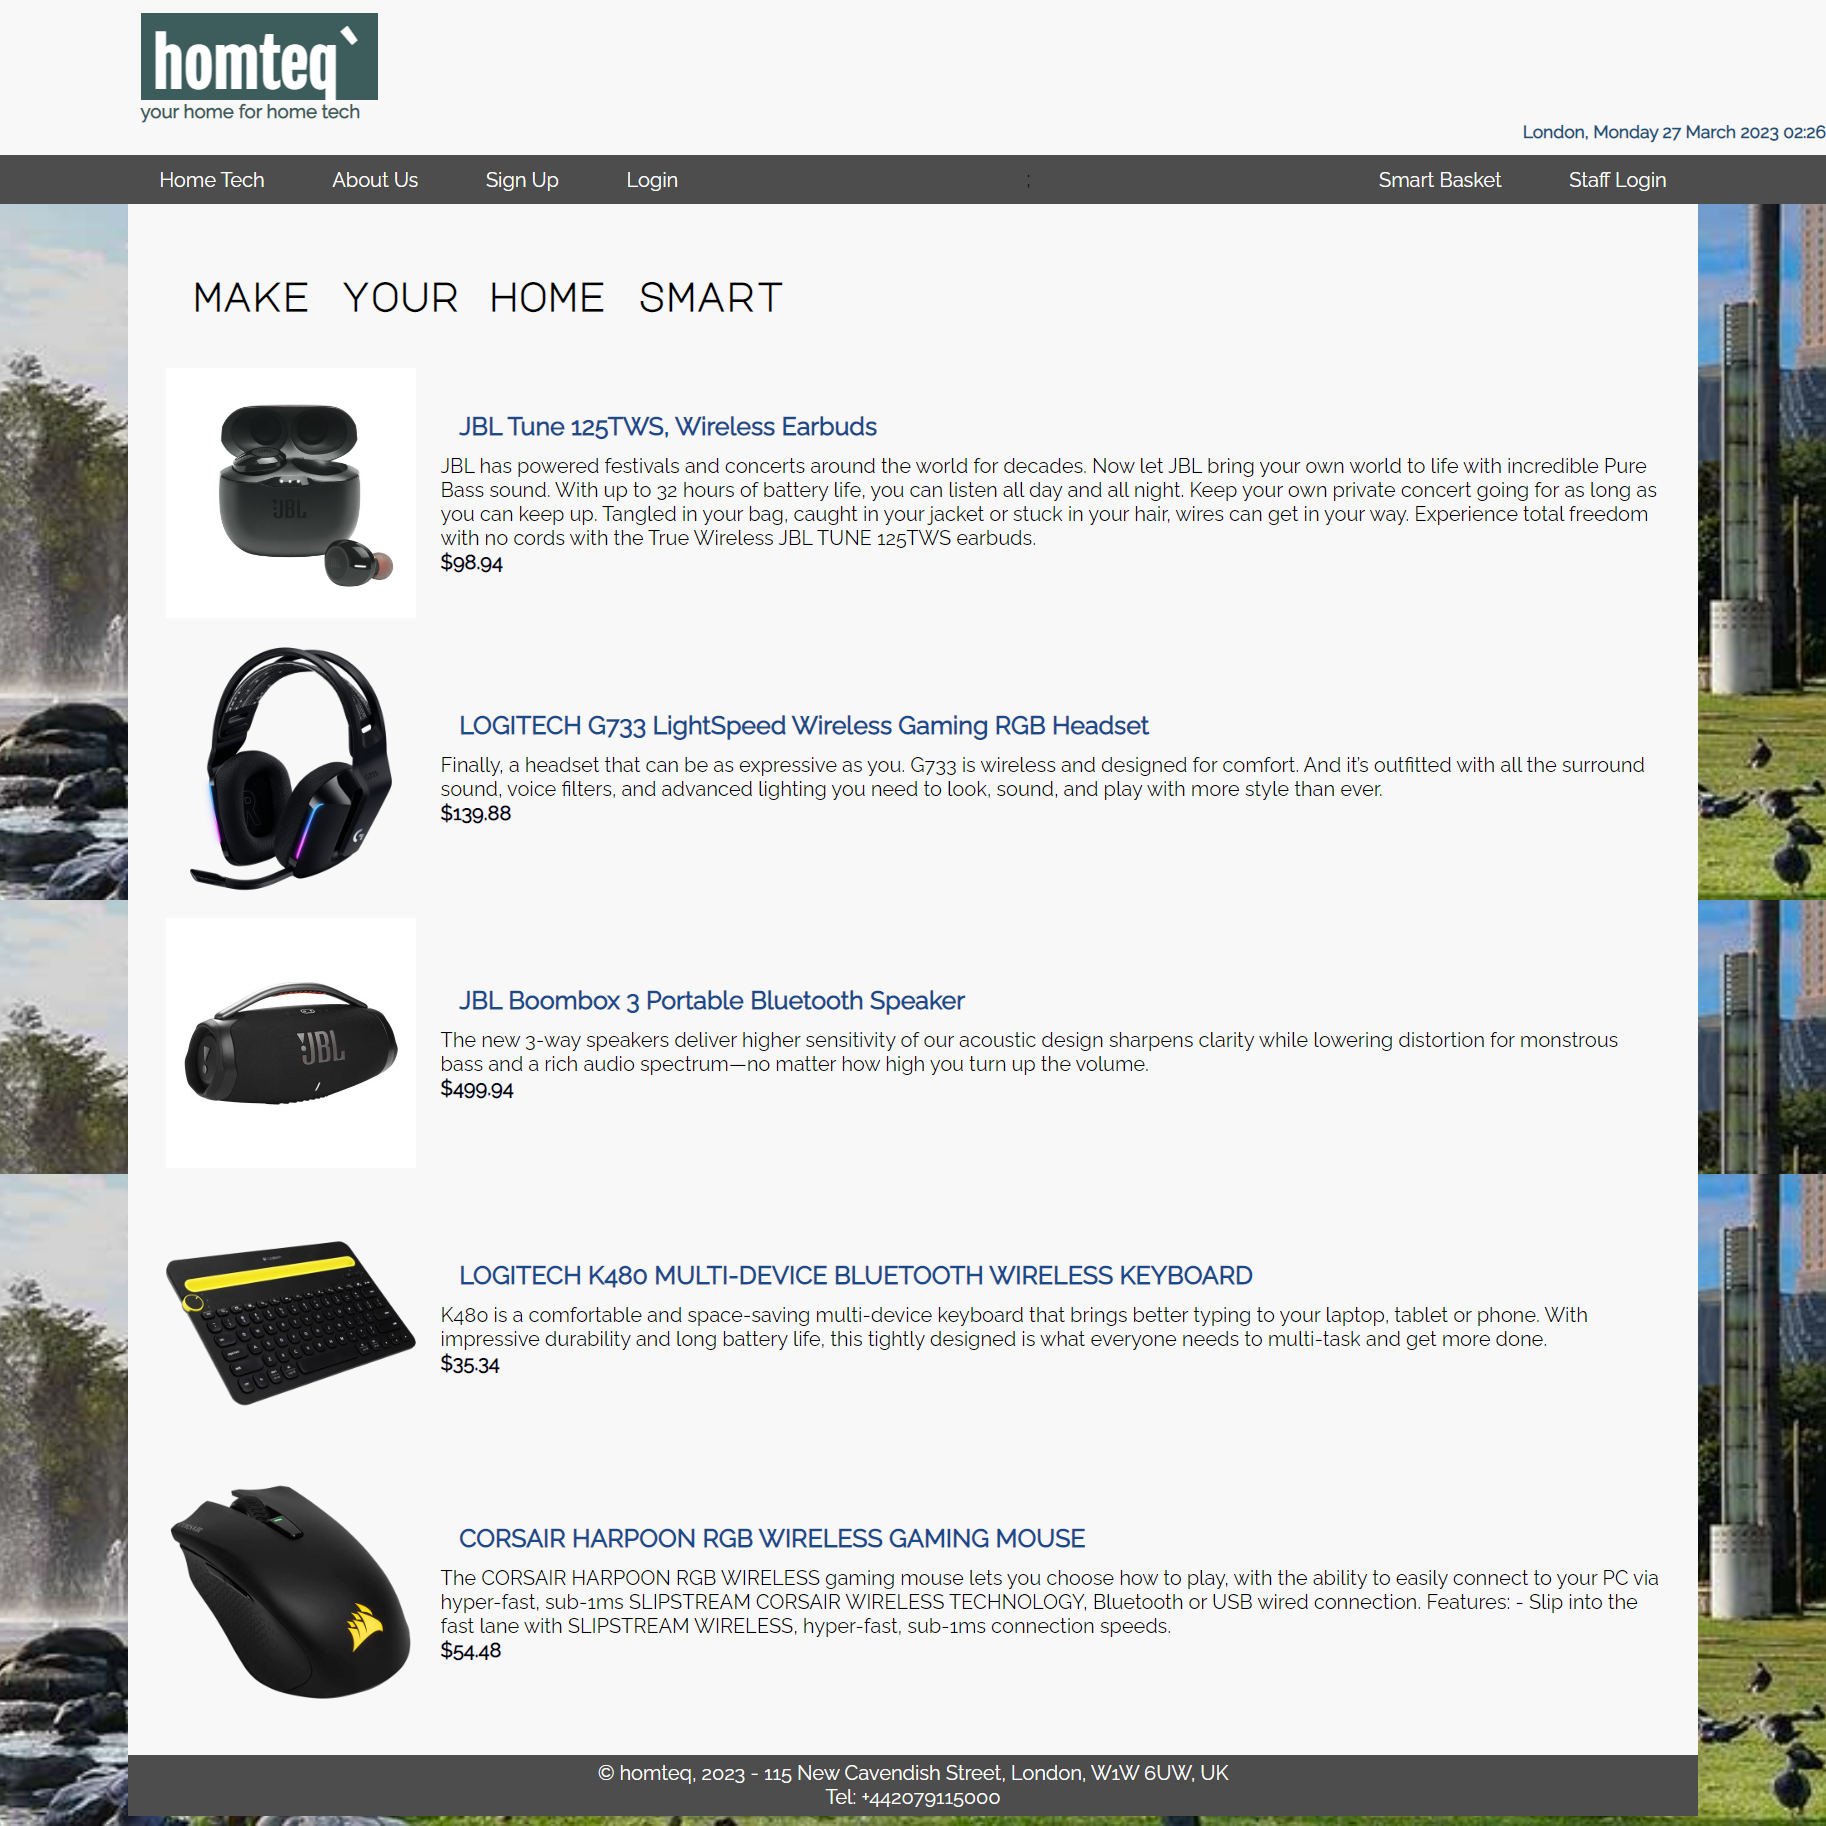 homteq`
your home for home tech
London, Monday 27 March 2023 02:26
Home Tech About Us Sign Up Login ; Smart Basket Staff Login
MAKE YOUR HOME SMART
JBL
JBL Tune 125TWS, Wireless Earbuds
JBL has powered festivals and concerts around the world for decades. Now let JBL bring your own world to life with incredible Pure
Bass sound. With up to 32 hours of battery life, you can listen all day and all night. Keep your own private concert going for as long as
you can keep up. Tangled in your bag, caught in your jacket or stuck in your hair, wires can get in your way. Experience total freedom
with no cords with the True Wireless JBL TUNE 125TWS earbuds.
$98.94
LOGITECH G733 LightSpeed Wireless Gaming RGB Headset
Finally, a headset that can be as expressive as you. G733 is wireless and designed for comfort. And it’s outfitted with all the surround
sound, voice filters, and advanced lighting you need to look, sound, and play with more style than ever.
$139.88
JBL
JBL Boombox 3 Portable Bluetooth Speaker
The new 3-way speakers deliver higher sensitivity of our acoustic design sharpens clarity while lowering distortion for monstrous
bass and a rich audio spectrum—no matter how high you turn up the volume.
$499.94
LOGITECH K480 MULTI-DEVICE BLUETOOTH WIRELESS KEYBOARD
K480 is a comfortable and space-saving multi-device keyboard that brings better typing to your laptop, tablet or phone. With
impressive durability and long battery life, this tightly designed is what everyone needs to multi-task and get more done.
$35.34
CORSAIR HARPOON RGB WIRELESS GAMING MOUSE
The CORSAIR HARPOON RGB WIRELESS gaming mouse lets you choose how to play, with the ability to easily connect to your PC via
hyper-fast, sub-1ms SLIPSTREAM CORSAIR WIRELESS TECHNOLOGY, Bluetooth or USB wired connection. Features: - Slip into the
fast lane with SLIPSTREAM WIRELESS, hyper-fast, sub-1ms connection speeds.
$54.48
© homteq, 2023 - 115 New Cavendish Street, London, W1W 6UW, UK
Tel: +442079115000